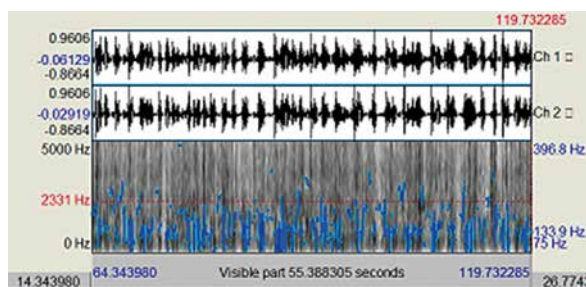 119.732285
0.9606
-0.06129
-0.8664
Ch 1
0.9606
-0.02919
-0.8664
Ch 2
5000 Hz
396.8 Hz
2331 Hz
133.9 Hz
0 Hz
75 Hz
64.343980 Visible part 55.388305 seconds 119.732285
14.343980